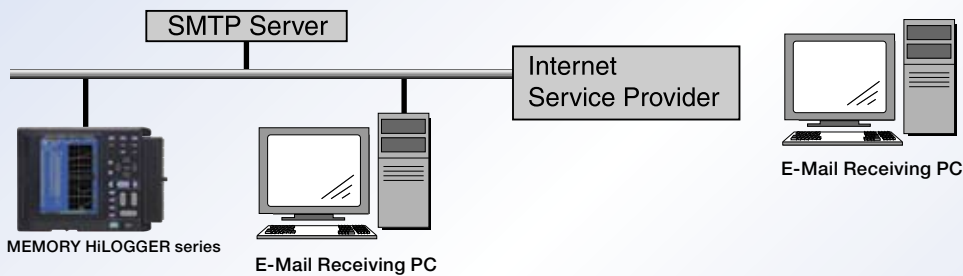 SMTP Server
Internet
Service Provider
E-Mail Receiving PC
MEMORY HiLOGGER series
E-Mail Receiving PC